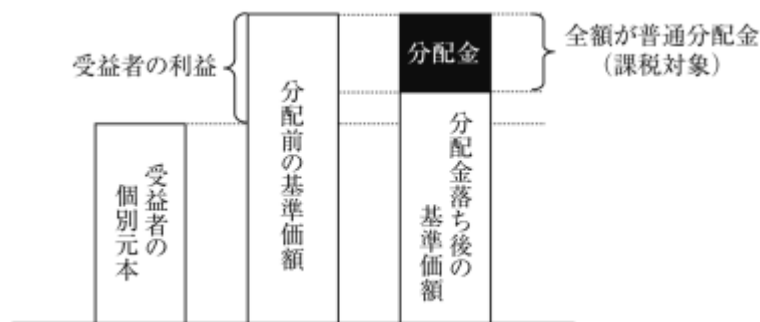 受益者の利益
分配金
全額が普通分配金
（課税対象）
受益者の
個別元本
分配前の基準価額
分配金落ち後の
基準価額